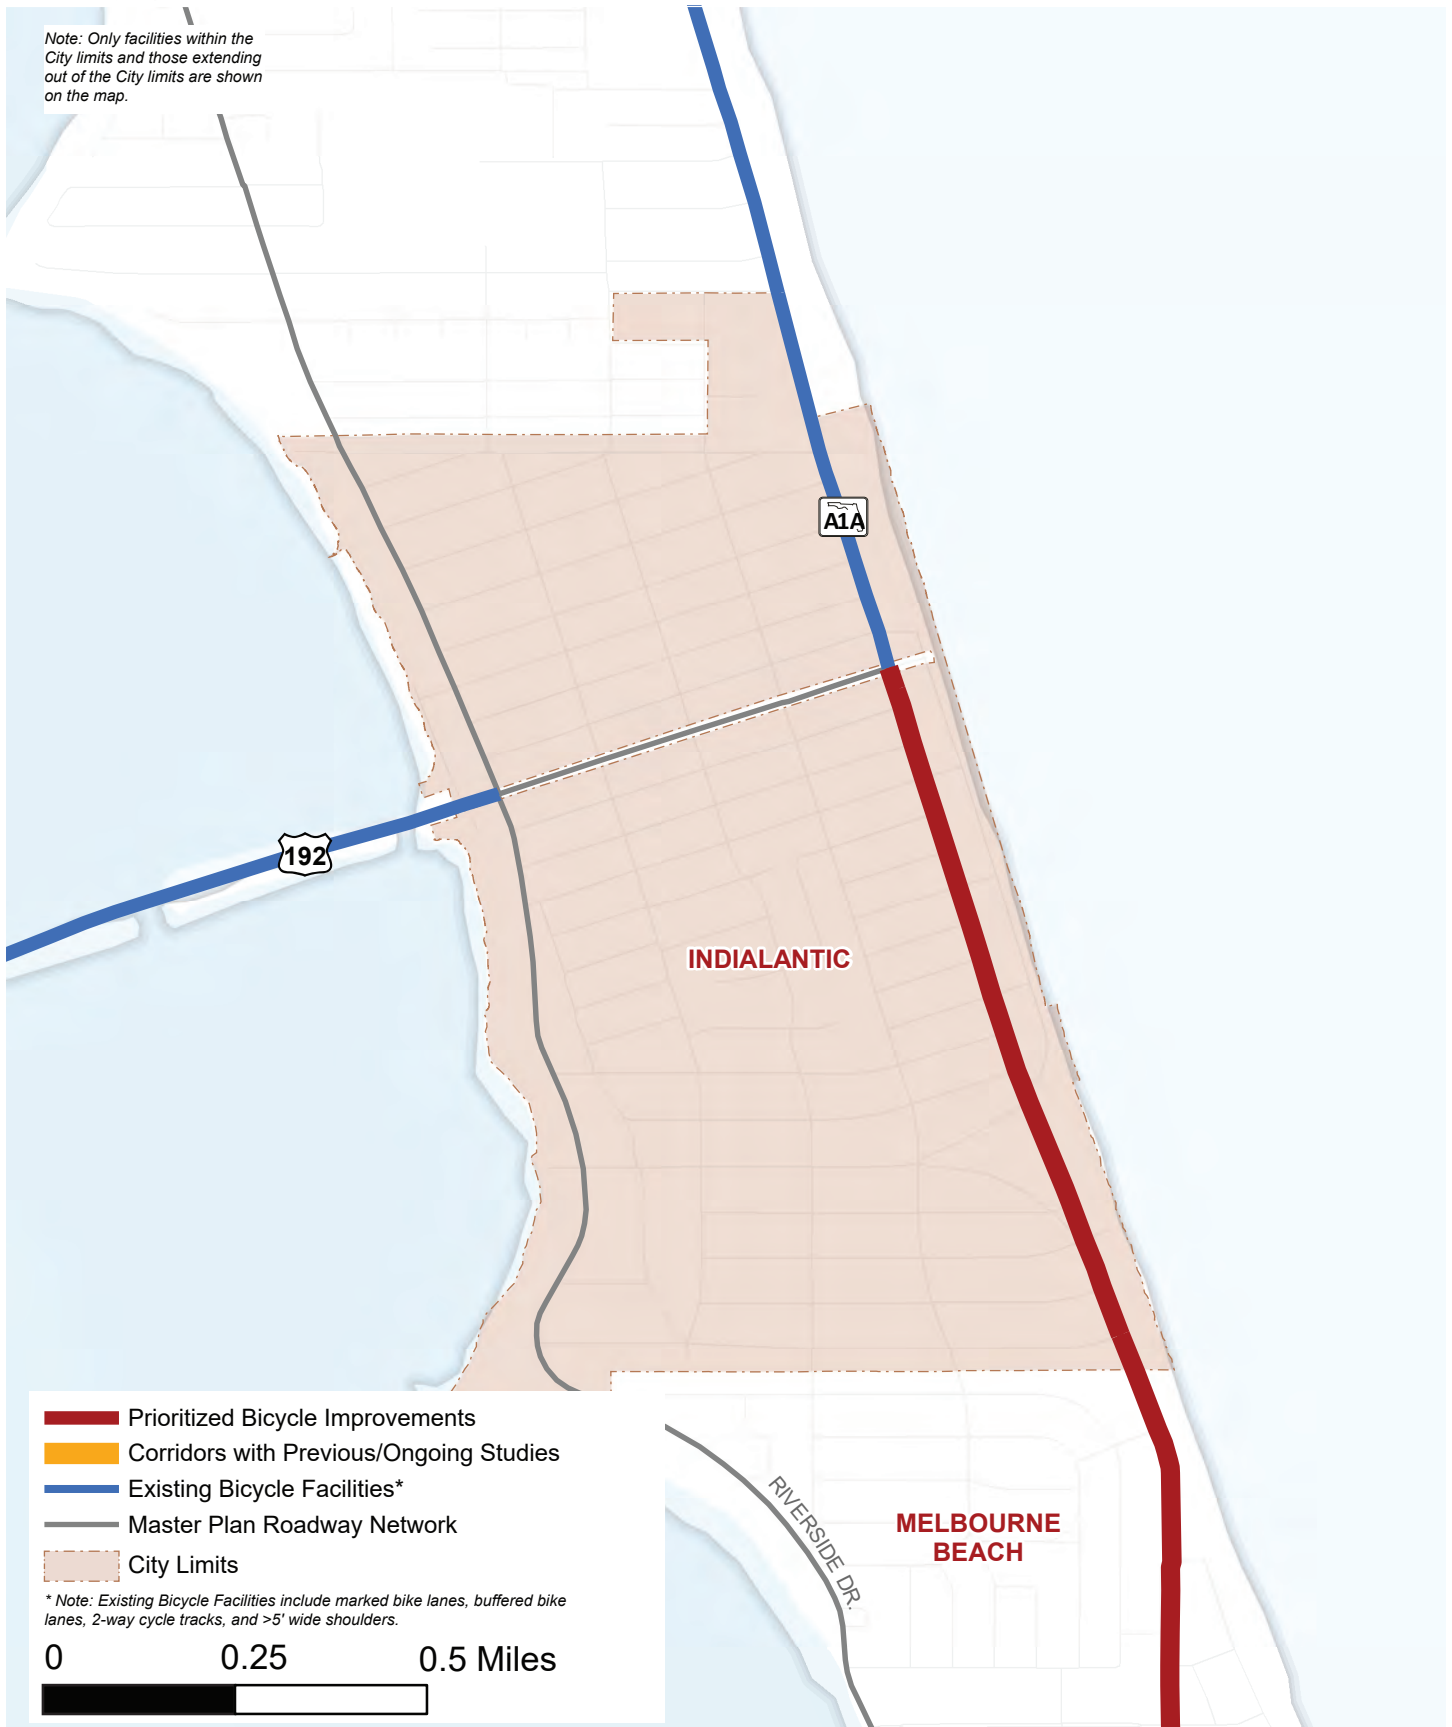 Note: Only facilities within the
City limits and those extending
out of the City limits are shown
on the map.
A1A
192
INDIALANTIC
MELBOURNE
BEACH
RIVERSIDE DR.
Prioritized Bicycle Improvements
Corridors with Previous/Ongoing Studies
Existing Bicycle Facilities*
Master Plan Roadway Network
City Limits
* Note: Existing Bicycle Facilities include marked bike lanes, buffered bike
lanes, 2-way cycle tracks, and >5' wide shoulders.
0 0.25 0.5 Miles